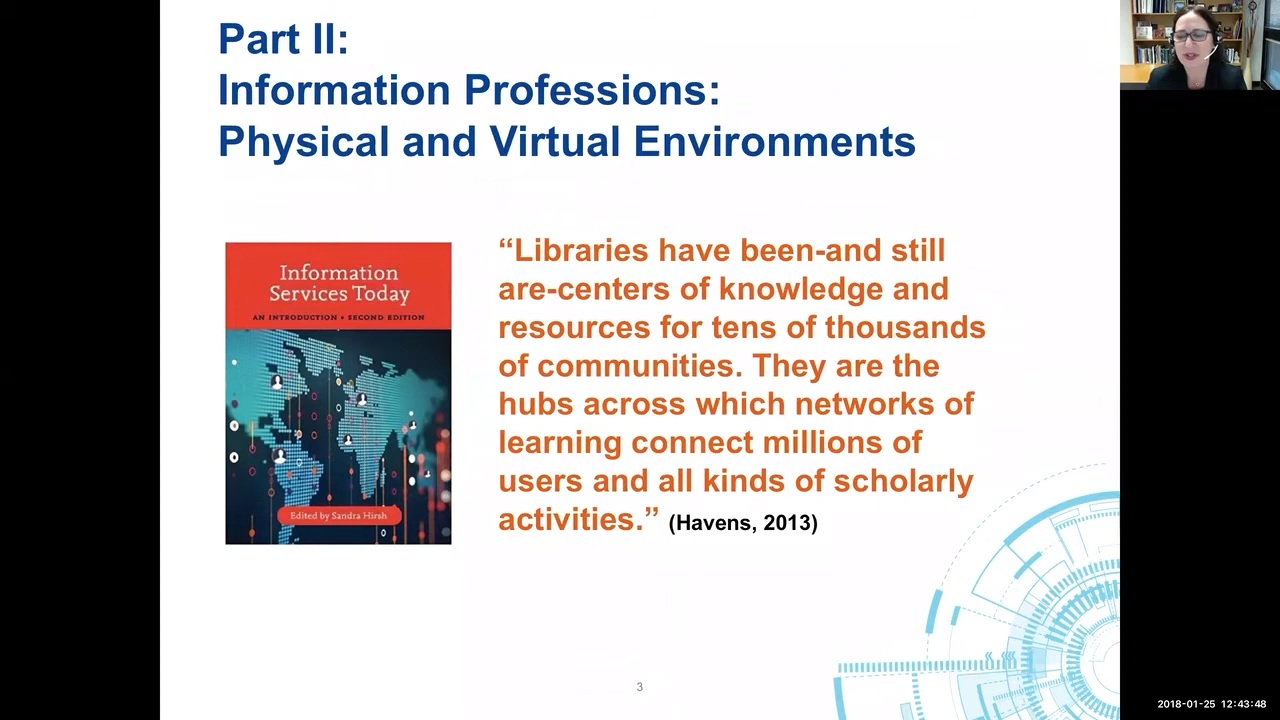 Part II:
Information Professions:
Physical and Virtual Environments
Information
Services Today
AN INTRODUCTION • SECOND EDITION
Edited by Sandra Hirsh
“Libraries have been-and still
are-centers of knowledge and
resources for tens of thousands
of communities. They are the
hubs across which networks of
learning connect millions of
users and all kinds of scholarly
activities.” (Havens, 2013)
3
2018-01-25 12:43:48